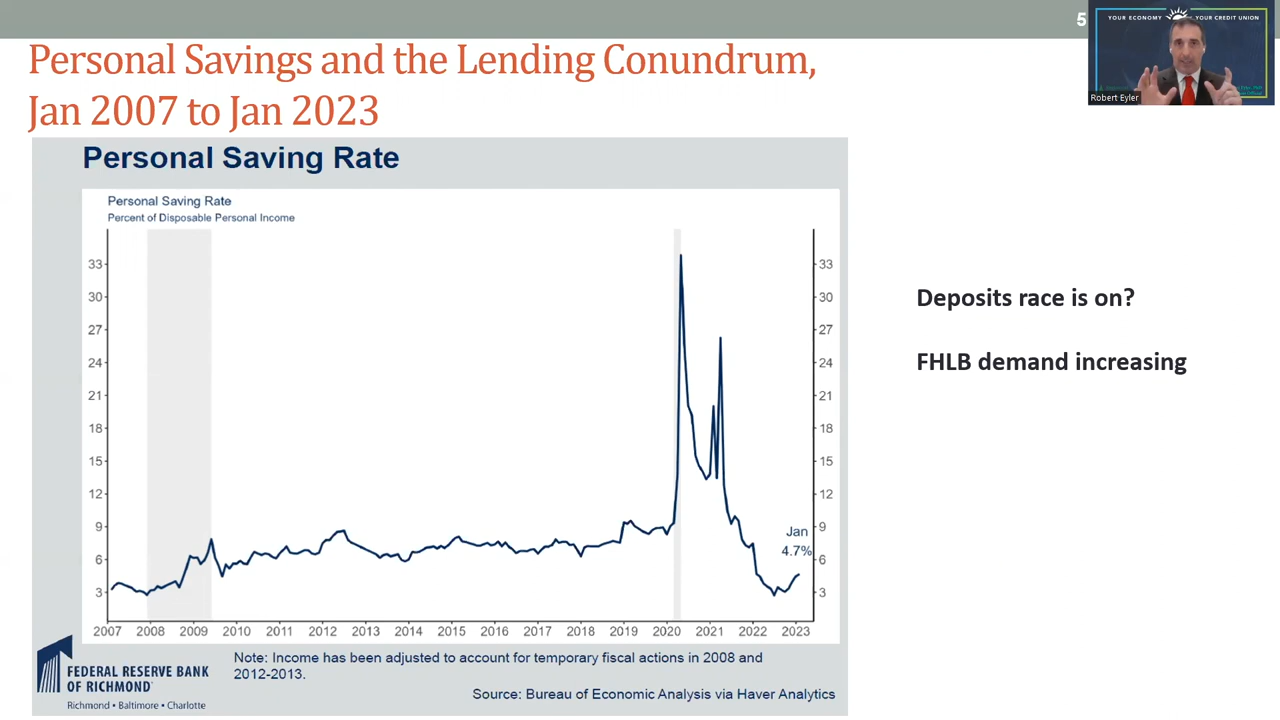 5
YOUR ECONOMY YOUR CREDIT UNION
Robert Eyler
Personal Savings and the Lending Conundrum,
Jan 2007 to Jan 2023
Personal Saving Rate
Personal Saving Rate
Percent of Disposable Personal Income
33 33
30 30
27 27
24 24
21 21
18 18
15 15
12 12
9 9
6 6
3 3
Jan
4.7%
2007 2008 2009 2010 2011 2012 2013 2014 2015 2016 2017 2018 2019 2020 2021 2022 2023
Deposits race is on?
FHLB demand increasing
FEDERAL RESERVE BANK
OF RICHMOND
Richmond • Baltimore • Charlotte
Note: Income has been adjusted to account for temporary fiscal actions in 2008 and
2012-2013.
Source: Bureau of Economic Analysis via Haver Analytics